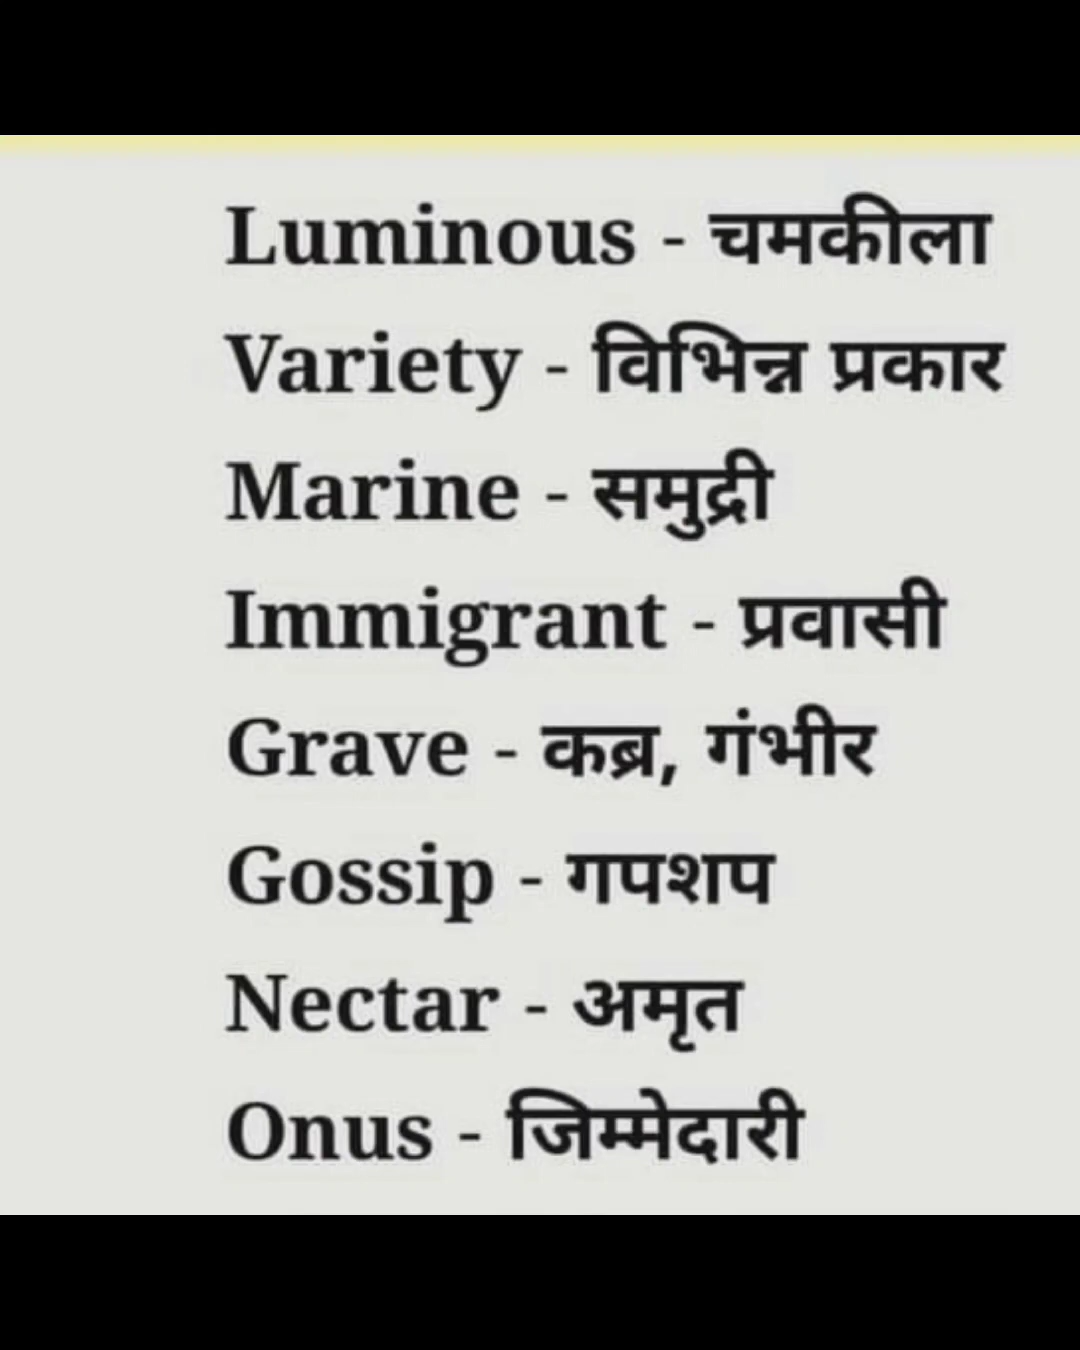 Luminous - चमकीला
Variety - विभिन्न प्रकार
Marine - समुद्री
Immigrant - प्रवासी
Grave - कब्र, गंभीर
Gossip - गपशप
Nectar - अमृत
Onus - जिम्मेदारी